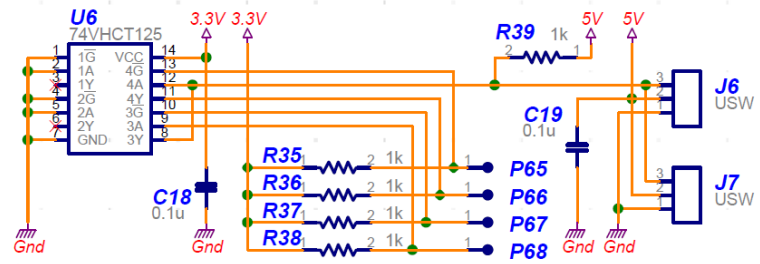 U6
74VHCT125
3.3V 3.3V
R39 1k
5V 5V
2 1
1 1G VCC 14
2 1A 4G 13
3 1Y 4A 12
4 2G 4Y 11
5 2A 3G 10
6 2Y 3A 9
7 GND 3Y 8
J6
USW
3
2
1
C19
0.1u
R35 1 2 1k 1 P65
R36 1 2 1k 1 P66
R37 1 2 1k 1 P67
R38 1 2 1k 1 P68
C18
0.1u
J7
USW
3
2
1
Gnd Gnd Gnd Gnd